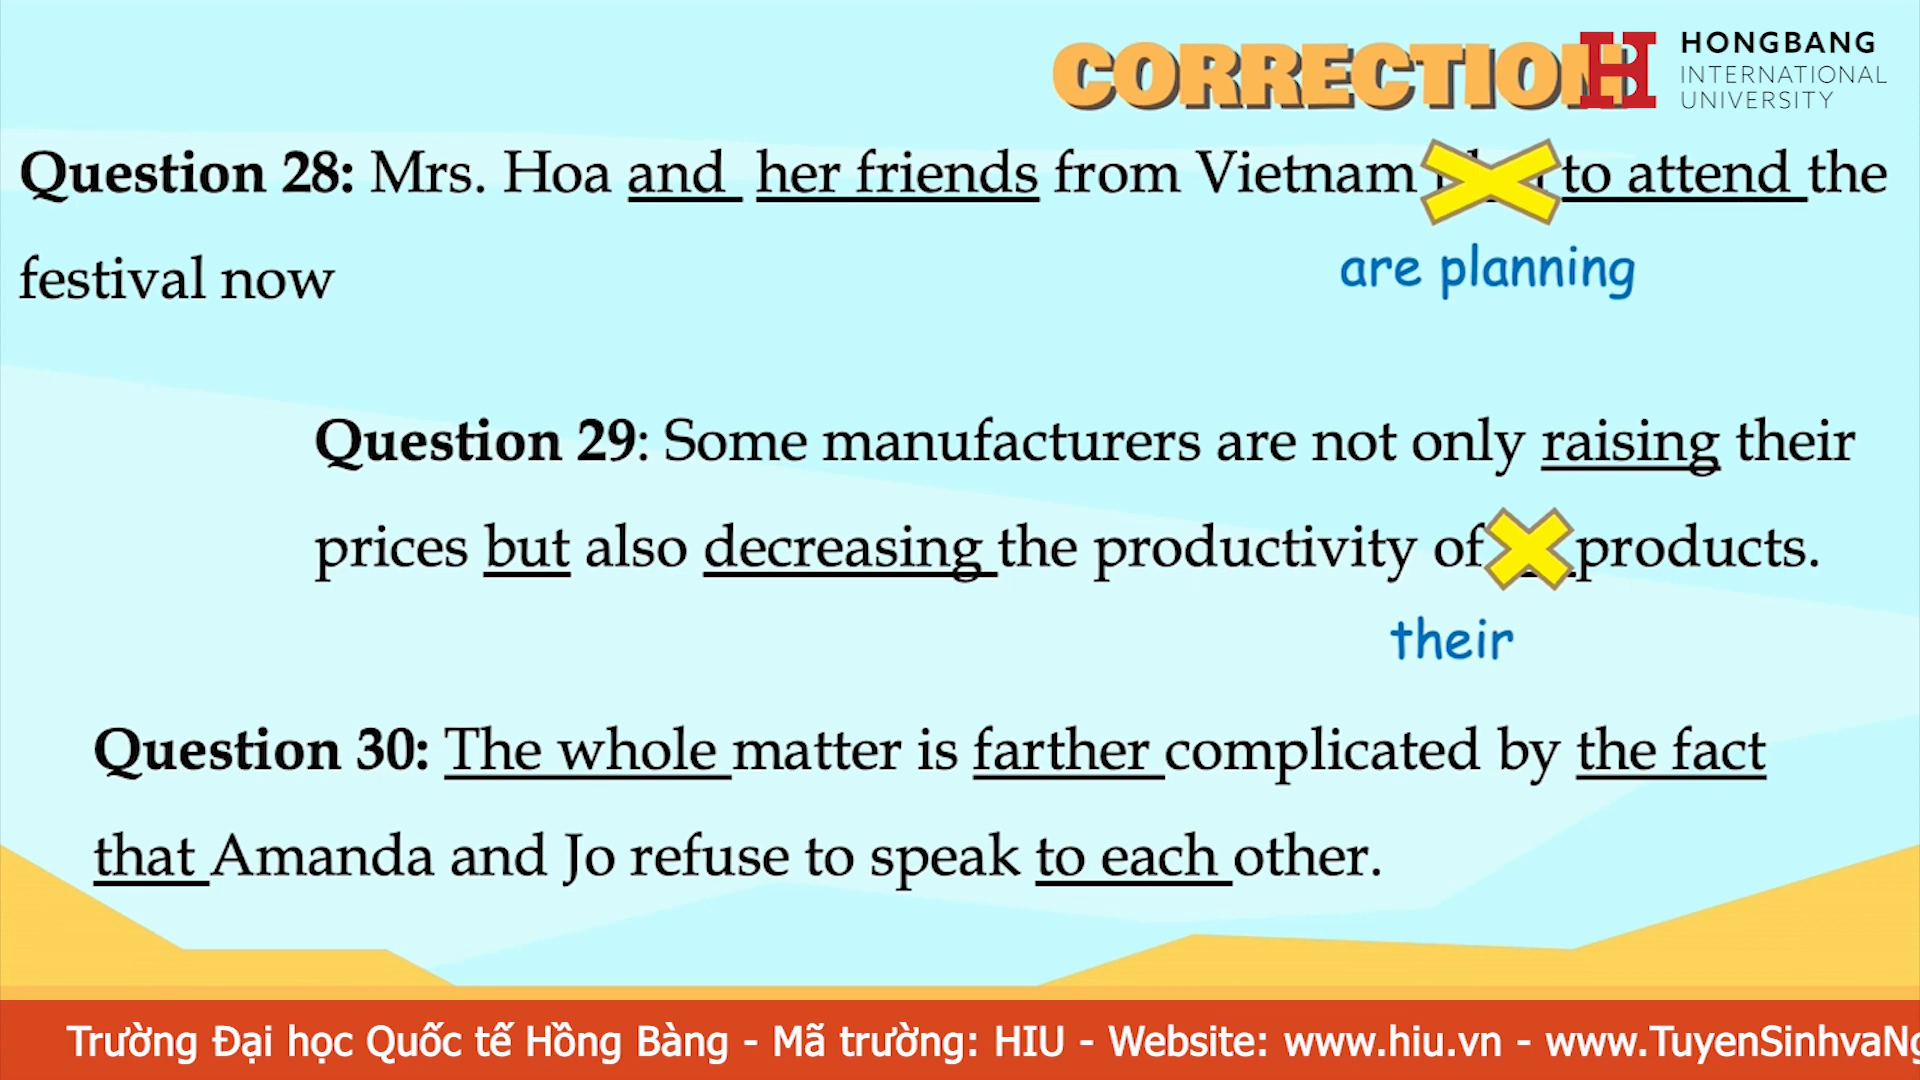 CORRECTION
HONGBANG
INTERNATIONAL
UNIVERSITY
Question 28: Mrs. Hoa and her friends from Vietnam to attend the
are planning
festival now
Question 29: Some manufacturers are not only raising their
prices but also decreasing the productivity of products.
their
Question 30: The whole matter is farther complicated by the fact
that Amanda and Jo refuse to speak to each other.
Trường Đại học Quốc tế Hồng Bàng - Mã trường: HIU - Website: www.hiu.vn - www.TuyenSinhvaNg